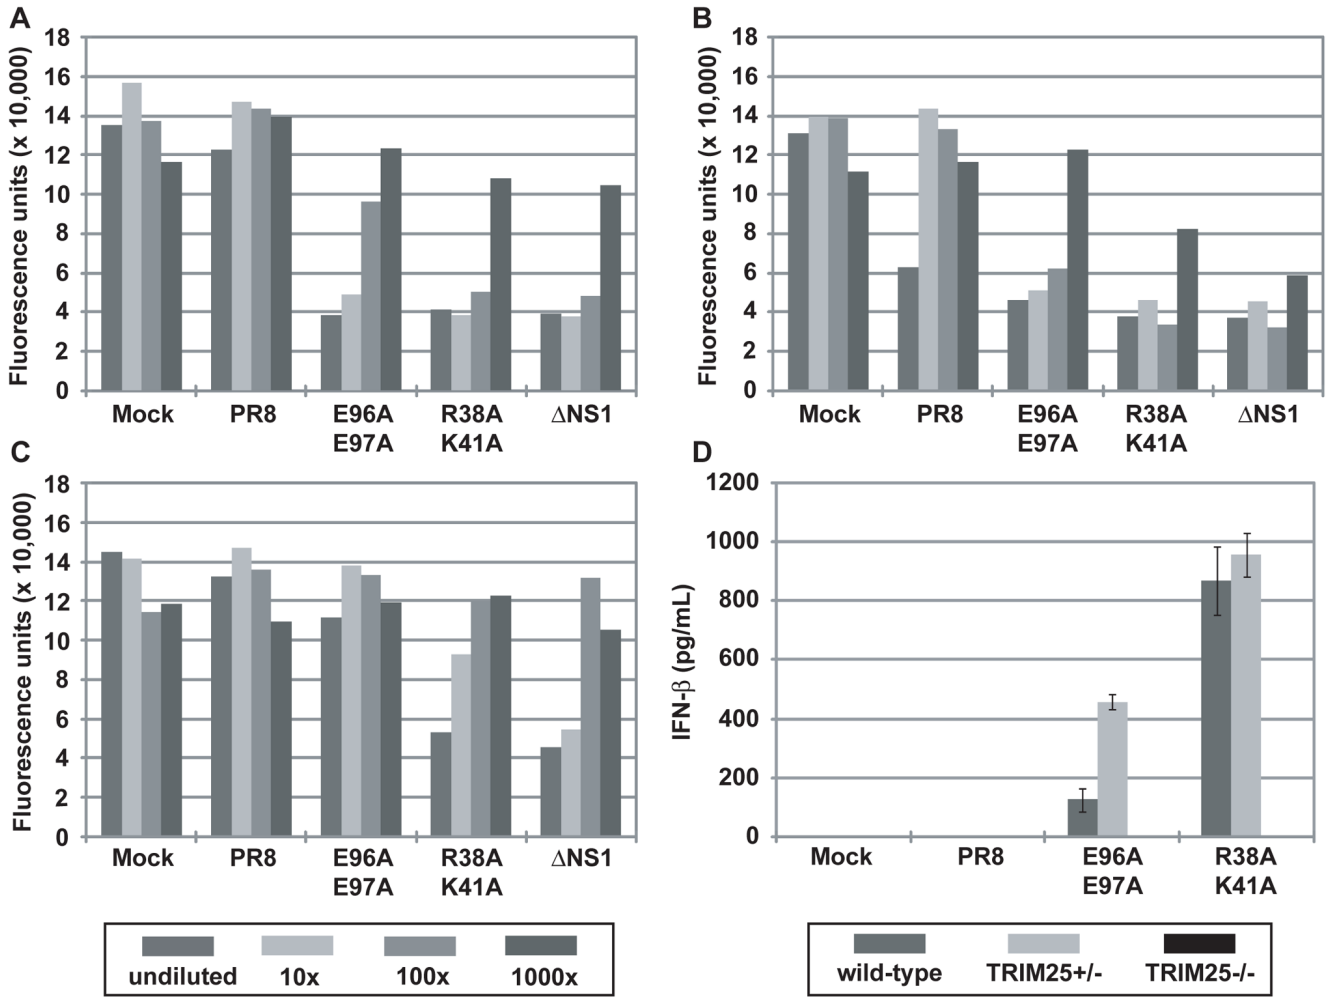 A
Fluorescence units (x 10,000)
18
16
14
12
10
8
6
4
2
0
Mock PR8 E96A R38A ΔNS1
E97A K41A
B
Fluorescence units (x 10,000)
18
16
14
12
10
8
6
4
2
0
Mock PR8 E96A R38A ΔNS1
E97A K41A
C
Fluorescence units (x 10,000)
18
16
14
12
10
8
6
4
2
0
Mock PR8 E96A R38A ΔNS1
E97A K41A
undiluted 10x 100x 1000x
D
IFN-β (pg/mL)
1200
1000
800
600
400
200
0
Mock PR8 E96A R38A
E97A K41A
wild-type TRIM25+/- TRIM25-/-